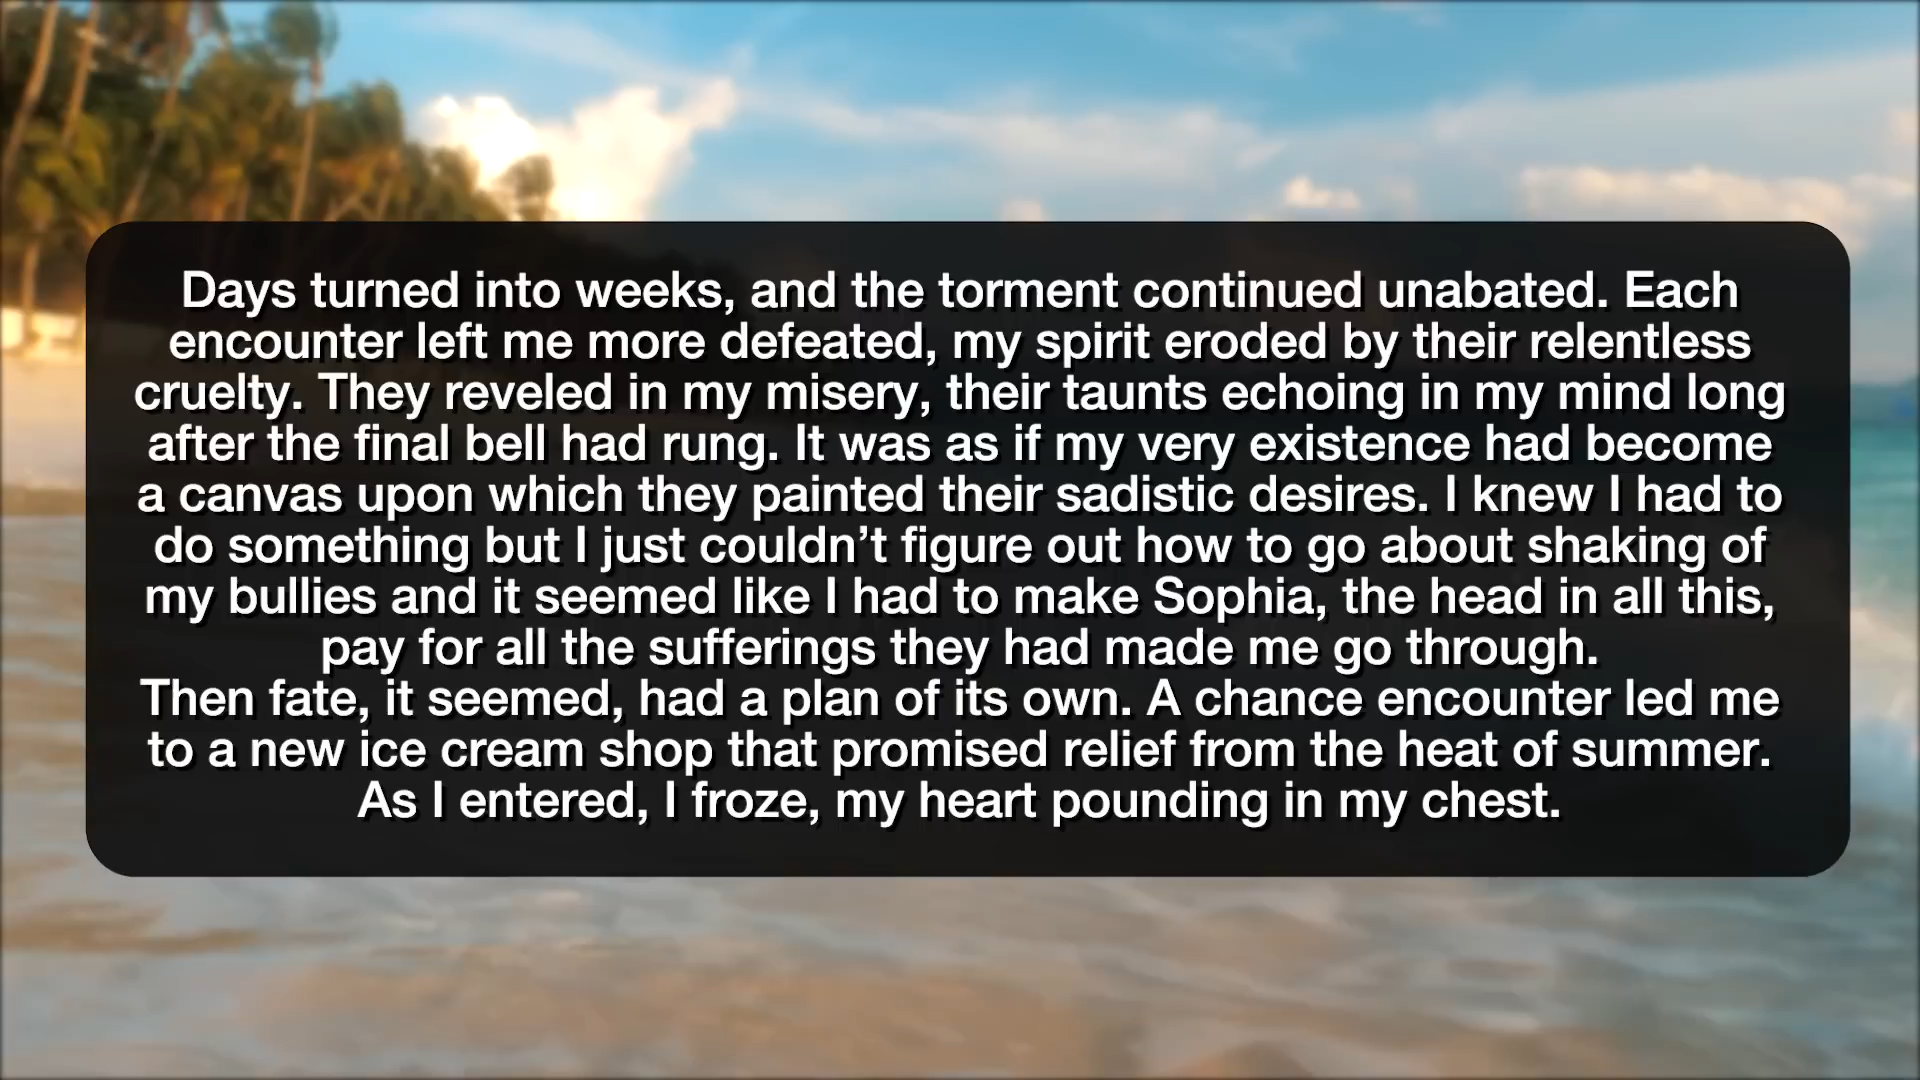 Days turned into weeks, and the torment continued unabated. Each
encounter left me more defeated, my spirit eroded by their relentless
cruelty. They reveled in my misery, their taunts echoing in my mind long
after the final bell had rung. It was as if my very existence had become
a canvas upon which they painted their sadistic desires. I knew I had to
do something but I just couldn’t figure out how to go about shaking of
my bullies and it seemed like I had to make Sophia, the head in all this,
pay for all the sufferings they had made me go through.
Then fate, it seemed, had a plan of its own. A chance encounter led me
to a new ice cream shop that promised relief from the heat of summer.
As I entered, I froze, my heart pounding in my chest.